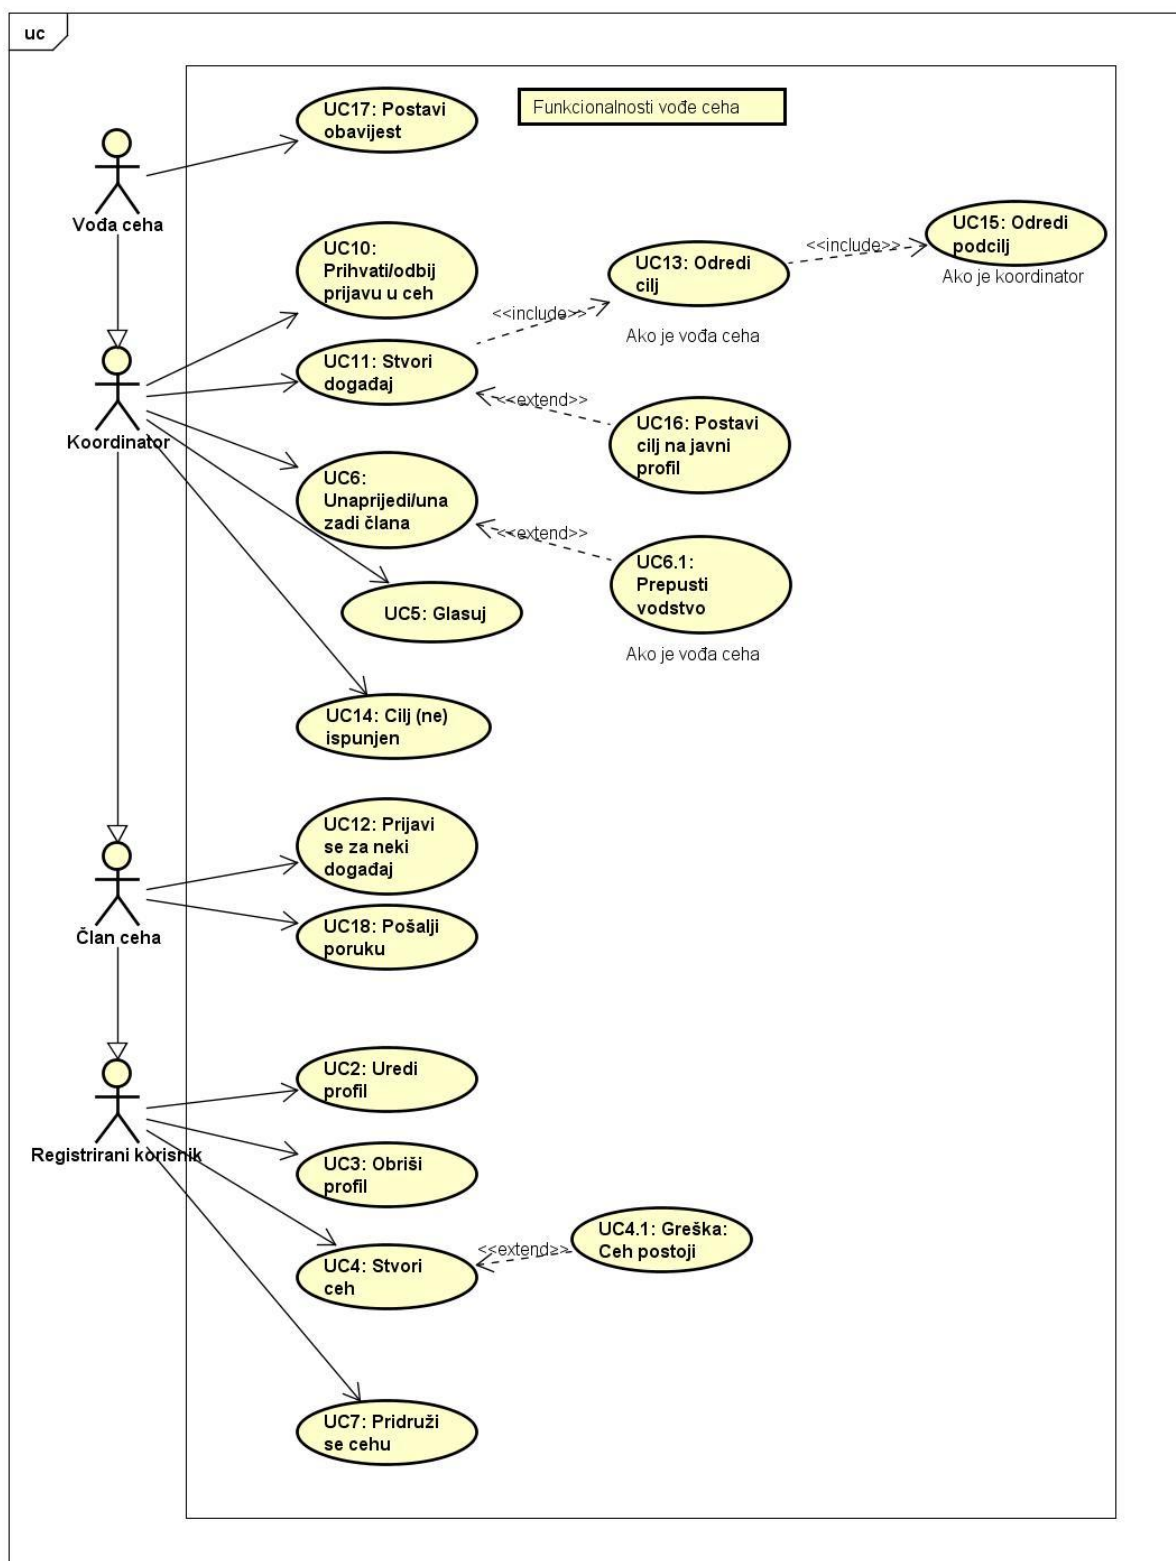 uc
UC17: Postavi
obavijest
Funkcionalnosti vođe ceha
Vođa ceha
UC10:
Prihvati/odbij
prijavu u ceh
UC13: Odredi
cilj
<<include>>
UC15: Odredi
podcilj
Ako je koordinator
<<include>>
Ako je vođa ceha
UC11: Stvori
događaj
<<extend>>
UC16: Postavi
cilj na javni
profil
Koordinator
UC6:
Unaprijedi/una
zadi člana
<<extend>>
UC6.1:
Prepusti
vodstvo
Ako je vođa ceha
UC5: Glasuj
UC14: Cilj (ne)
ispunjen
UC12: Prijavi
se za neki
događaj
Član ceha
UC18: Pošalji
poruku
UC2: Uredi
profil
Registrirani korisnik
UC3: Obriši
profil
UC4: Stvori
ceh
<<extend>>
UC4.1: Greška:
Ceh postoji
UC7: Pridruži
se cehu